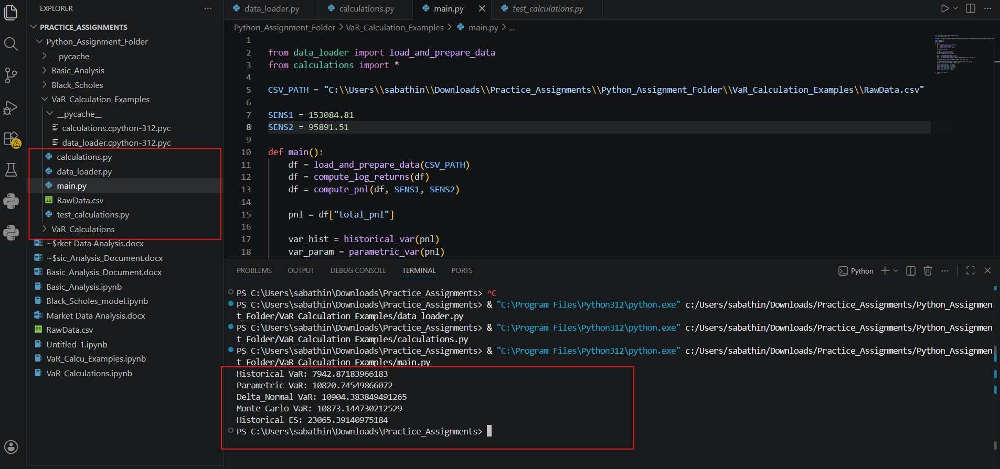 EXPLORER
PRACTICE_ASSIGNMENTS
Python_Assignment_Folder
__pycache__
Basic_Analysis
Black_Scholes
VaR_Calculation_Examples
__pycache__
calculations.cpython-312.pyc
data_loader.cpython-312.pyc
calculations.py
data_loader.py
main.py
RawData.csv
test_calculations.py
VaR_Calculations
~$rket Data Analysis.docx
~$sic_Analysis_Document.docx
Basic_Analysis_Document.docx
Basic_Analysis.ipynb
Black_Scholes_model.ipynb
Market Data Analysis.docx
RawData.csv
Untitled-1.ipynb
VaR_Calcu_Examples.ipynb
VaR_Calculations.ipynb
data_loader.py calculations.py main.py test_calculations.py
Python_Assignment_Folder > VaR_Calculation_Examples > main.py > ...
1
2 from data_loader import load_and_prepare_data
3 from calculations import *
4
5 CSV_PATH = "C:\\Users\\sabathin\\Downloads\\Practice_Assignments\\Python_Assignment_Folder\\VaR_Calculation_Examples\\RawData.csv"
6
7 SENS1 = 153084.81
8 SENS2 = 95891.51
9
10 def main():
11 df = load_and_prepare_data(CSV_PATH)
12 df = compute_log_returns(df)
13 df = compute_pnl(df, SENS1, SENS2)
14
15 pnl = df["total_pnl"]
16
17 var_hist = historical_var(pnl)
18 var_param = parametric_var(pnl)
PROBLEMS OUTPUT DEBUG CONSOLE TERMINAL PORTS
Python
PS C:\Users\sabathin\Downloads\Practice_Assignments> ^C
PS C:\Users\sabathin\Downloads\Practice_Assignments> & "C:\Program Files\Python312\python.exe" c:/Users/sabathin/Downloads/Practice_Assignments/Python_Assignmen
t_Folder/VaR_Calculation_Examples/data_loader.py
PS C:\Users\sabathin\Downloads\Practice_Assignments> & "C:\Program Files\Python312\python.exe" c:/Users/sabathin/Downloads/Practice_Assignments/Python_Assignmen
t_Folder/VaR_Calculation_Examples/calculations.py
PS C:\Users\sabathin\Downloads\Practice_Assignments> & "C:\Program Files\Python312\python.exe" c:/Users/sabathin/Downloads/Practice_Assignments/Python_Assignmen
t_Folder/VaR_Calculation_Examples/main.py
Historical VaR: 7942.87183966183
Parametric VaR: 10820.74549866072
Delta_Normal VaR: 10904.383849491265
Monte Carlo VaR: 10873.144730212529
Historical ES: 23065.39140975184
PS C:\Users\sabathin\Downloads\Practice_Assignments>